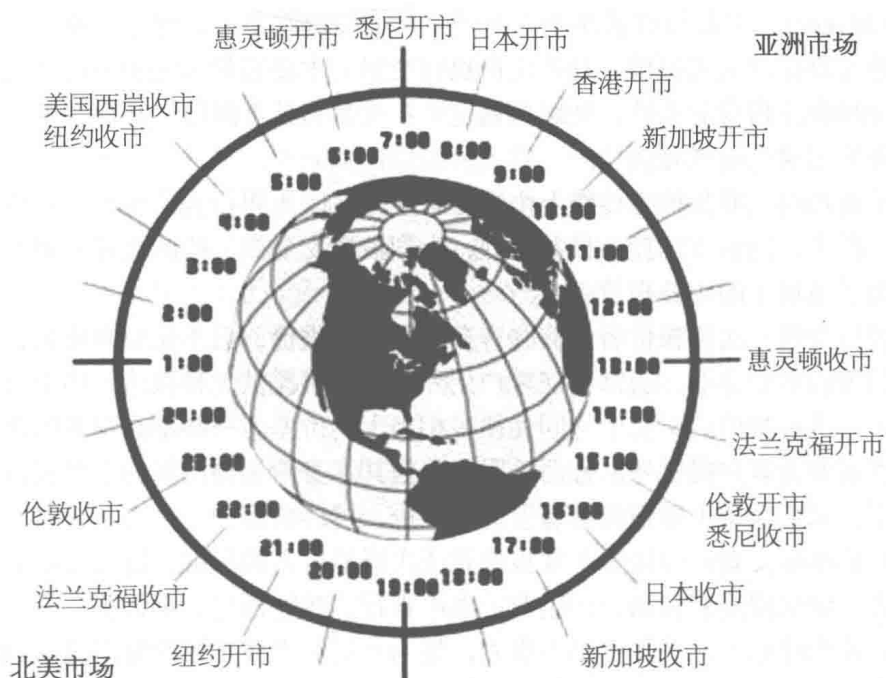 惠灵顿开市
悉尼开市
日本开市
亚洲市场
香港开市
美国西岸收市
纽约收市
新加坡开市
7:00
8:00
9:00
10:00
11:00
12:00
13:00
14:00
15:00
16:00
17:00
18:00
19:00
20:00
21:00
22:00
23:00
24:00
1:00
2:00
3:00
4:00
5:00
6:00
惠灵顿收市
法兰克福开市
伦敦开市
悉尼收市
伦敦收市
日本收市
法兰克福收市
纽约开市
新加坡收市
北美市场